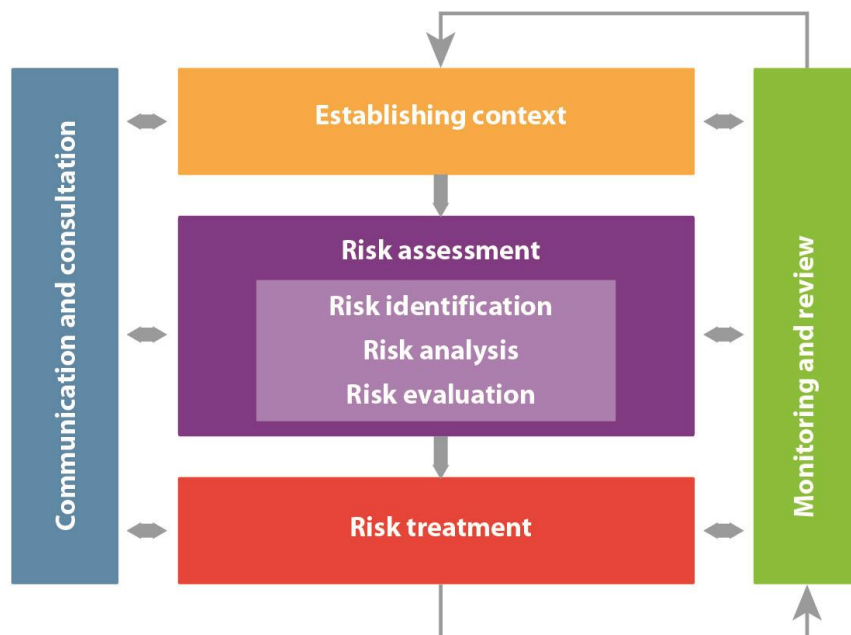 Communication and consultation
Establishing context
Risk assessment
Risk identification
Risk analysis
Risk evaluation
Risk treatment
Monitoring and review